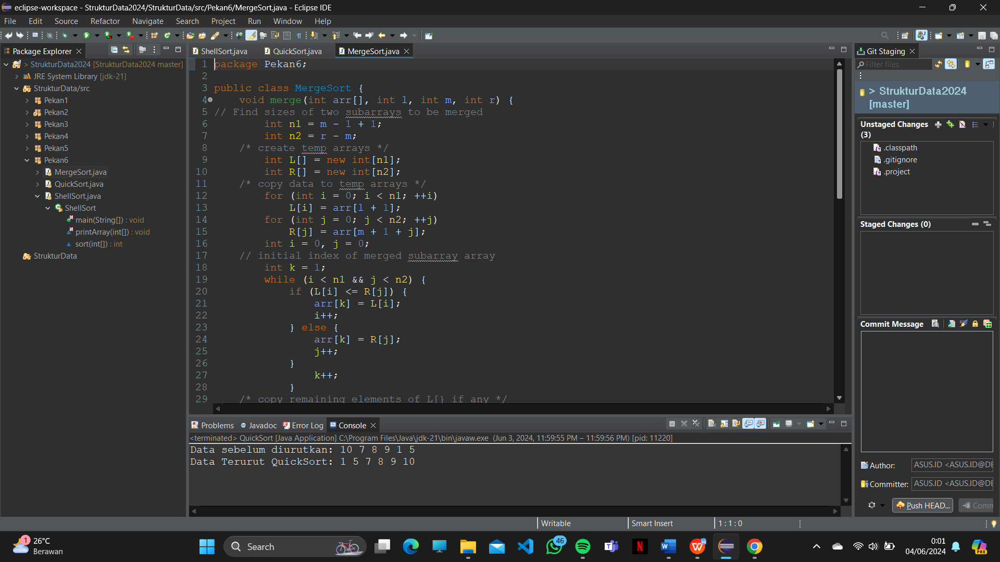 eclipse-workspace - StrukturData2024/StrukturData/src/Pekan6/MergeSort.java - Eclipse IDE
File Edit Source Refactor Navigate Search Project Run Window Help
Package Explorer
> StrukturData2024 [StrukturData2024 master]
JRE System Library [jdk-21]
StrukturData/src
Pekan1
Pekan2
Pekan3
Pekan4
Pekan5
Pekan6
MergeSort.java
QuickSort.java
ShellSort.java
ShellSort
main(String[]) : void
printArray(int[]) : void
sort(int[]) : int
StrukturData
ShellSort.java QuickSort.java MergeSort.java
1 package Pekan6;
2
3 public class MergeSort {
4 void merge(int arr[], int l, int m, int r) {
5 // Find sizes of two subarrays to be merged
6 int n1 = m - 1 + 1;
7 int n2 = r - m;
8 /* create temp arrays */
9 int L[] = new int[n1];
10 int R[] = new int[n2];
11 /* copy data to temp arrays */
12 for (int i = 0; i < n1; ++i)
13 L[i] = arr[l + 1];
14 for (int j = 0; j < n2; ++j)
15 R[j] = arr[m + 1 + j];
16 int i = 0, j = 0;
17 // initial index of merged subarray array
18 int k = 1;
19 while (i < n1 && j < n2) {
20 if (L[i] <= R[j]) {
21 arr[k] = L[i];
22 i++;
23 } else {
24 arr[k] = R[j];
25 j++;
26 }
27 k++;
28 }
29 /* copy remaining elements of L[} if any */
Problems Javadoc Error Log Console
<terminated> QuickSort [Java Application] C:\Program Files\Java\jdk-21\bin\javaw.exe (Jun 3, 2024, 11:59:55 PM – 11:59:56 PM) [pid: 11220]
Data sebelum diurutkan: 10 7 8 9 1 5
Data Terurut QuickSort: 1 5 7 8 9 10
Git Staging
Filter files
> StrukturData2024
[master]
Unstaged Changes
(3)
.classpath
.gitignore
.project
Staged Changes (0)
Commit Message
Author: ASUS.ID <ASUS.ID@DE
Committer: ASUS.ID <ASUS.ID@DE
Push HEAD... Comm
Writable Smart Insert 1 : 1 : 0
1
26°C
Berawan
Search
46
0:01
04/06/2024
PRE